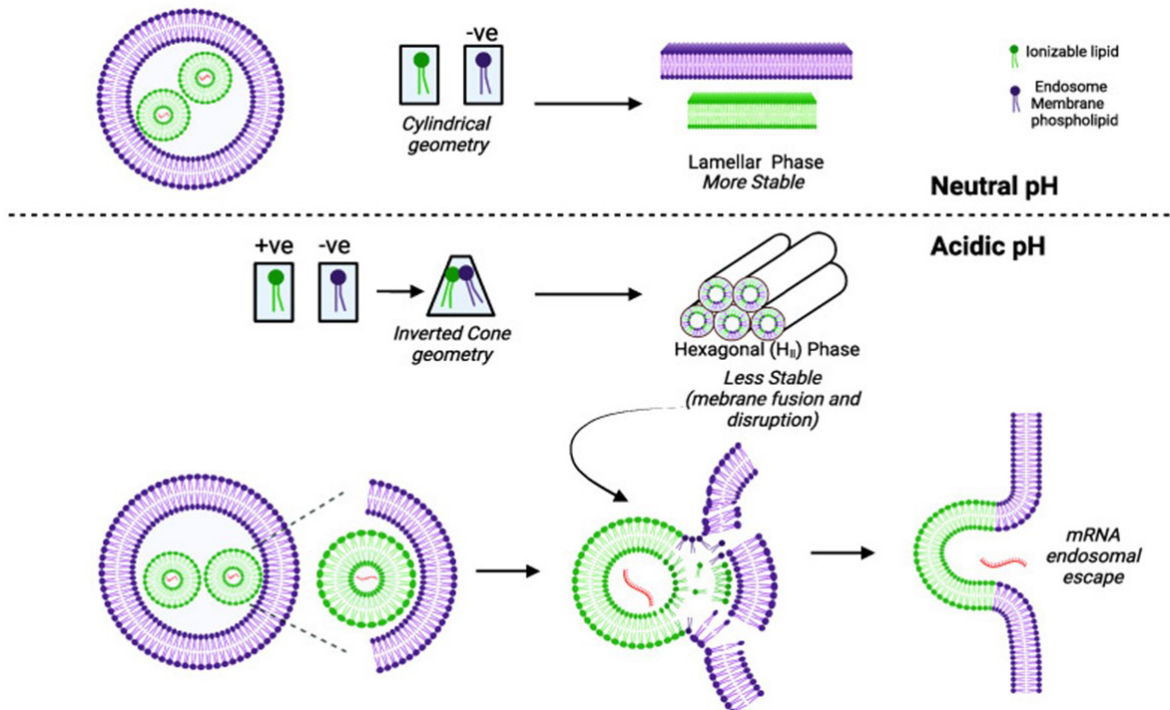 -ve
Cylindrical
geometry
Lamellar Phase
More Stable
Ionizable lipid
Endosome
Membrane
phospholipid
Neutral pH
Acidic pH
+ve -ve
Inverted Cone
geometry
Hexagonal (HII) Phase
Less Stable
(mebrane fusion and
disruption)
mRNA
endosomal
escape